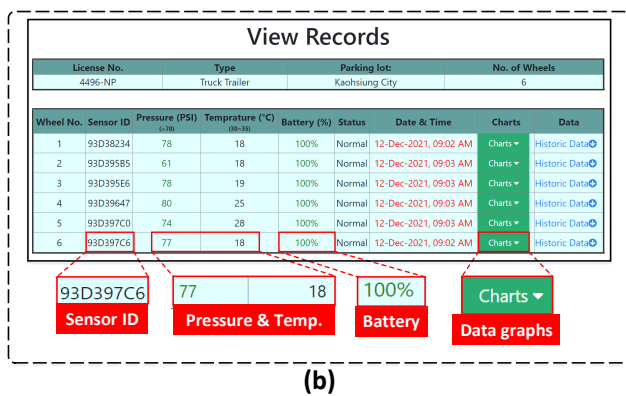 View Records
License No. Type Parking lot: No. of Wheels
4496-NP Truck Trailer Kaohsiung City 6
Wheel No. Sensor ID Pressure (PSI) Temprature (°C) Battery (%) Status Date & Time Charts Data
(>70) (30~35)
1 93D38234 78 18 100% Normal 12-Dec-2021, 09:02 AM Charts Historic Data
2 93D395B5 61 18 100% Normal 12-Dec-2021, 09:03 AM Charts Historic Data
3 93D395E6 78 19 100% Normal 12-Dec-2021, 09:03 AM Charts Historic Data
4 93D39647 80 25 100% Normal 12-Dec-2021, 09:03 AM Charts Historic Data
5 93D397C0 74 28 100% Normal 12-Dec-2021, 09:03 AM Charts Historic Data
6 93D397C6 77 18 100% Normal 12-Dec-2021, 09:02 AM Charts Historic Data
93D397C6 77 18 100% Charts
Sensor ID Pressure & Temp. Battery Data graphs
(b)